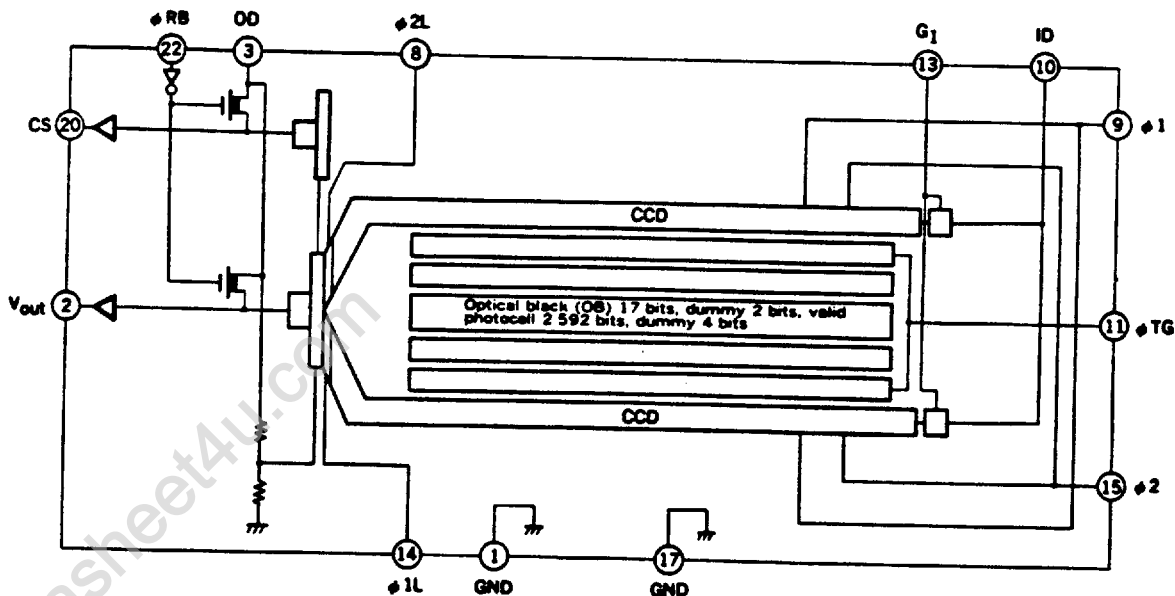 φRB
OD
φ2L
G1
ID
22
3
8
13
10
CS
20
9
φ1
CCD
Vout
2
Optical black (OB) 17 bits, dummy 2 bits, valid
photocell 2 592 bits, dummy 4 bits
11
φTG
CCD
15
φ2
14
1
17
φ1L
GND
GND
sheet4u.com